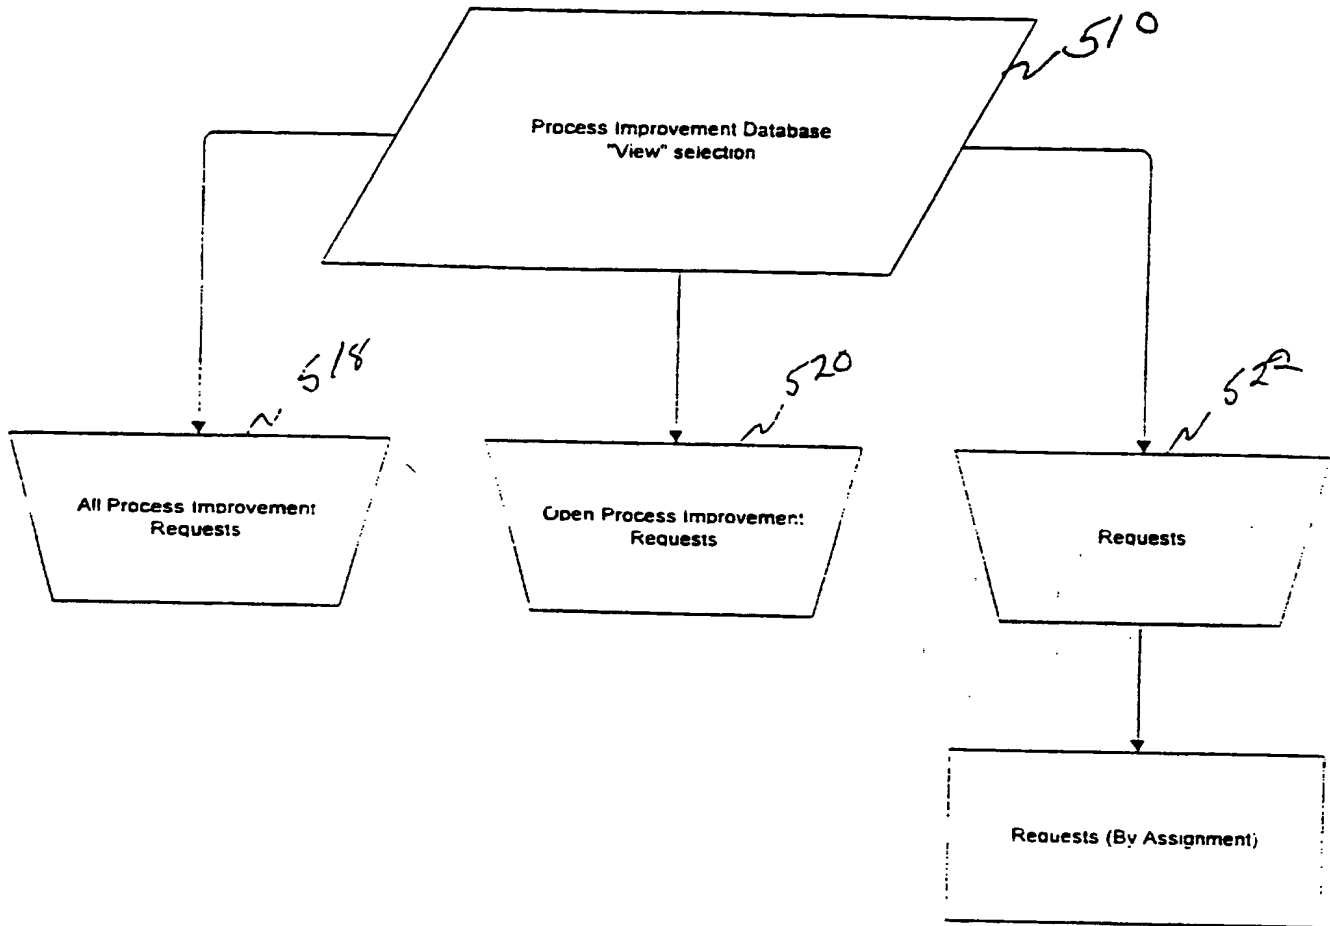 510
Process Improvement Database
"View" selection
518
520
522
All Process Improvement
Requests
Open Process Improvement
Requests
Requests
Requests (By Assignment)